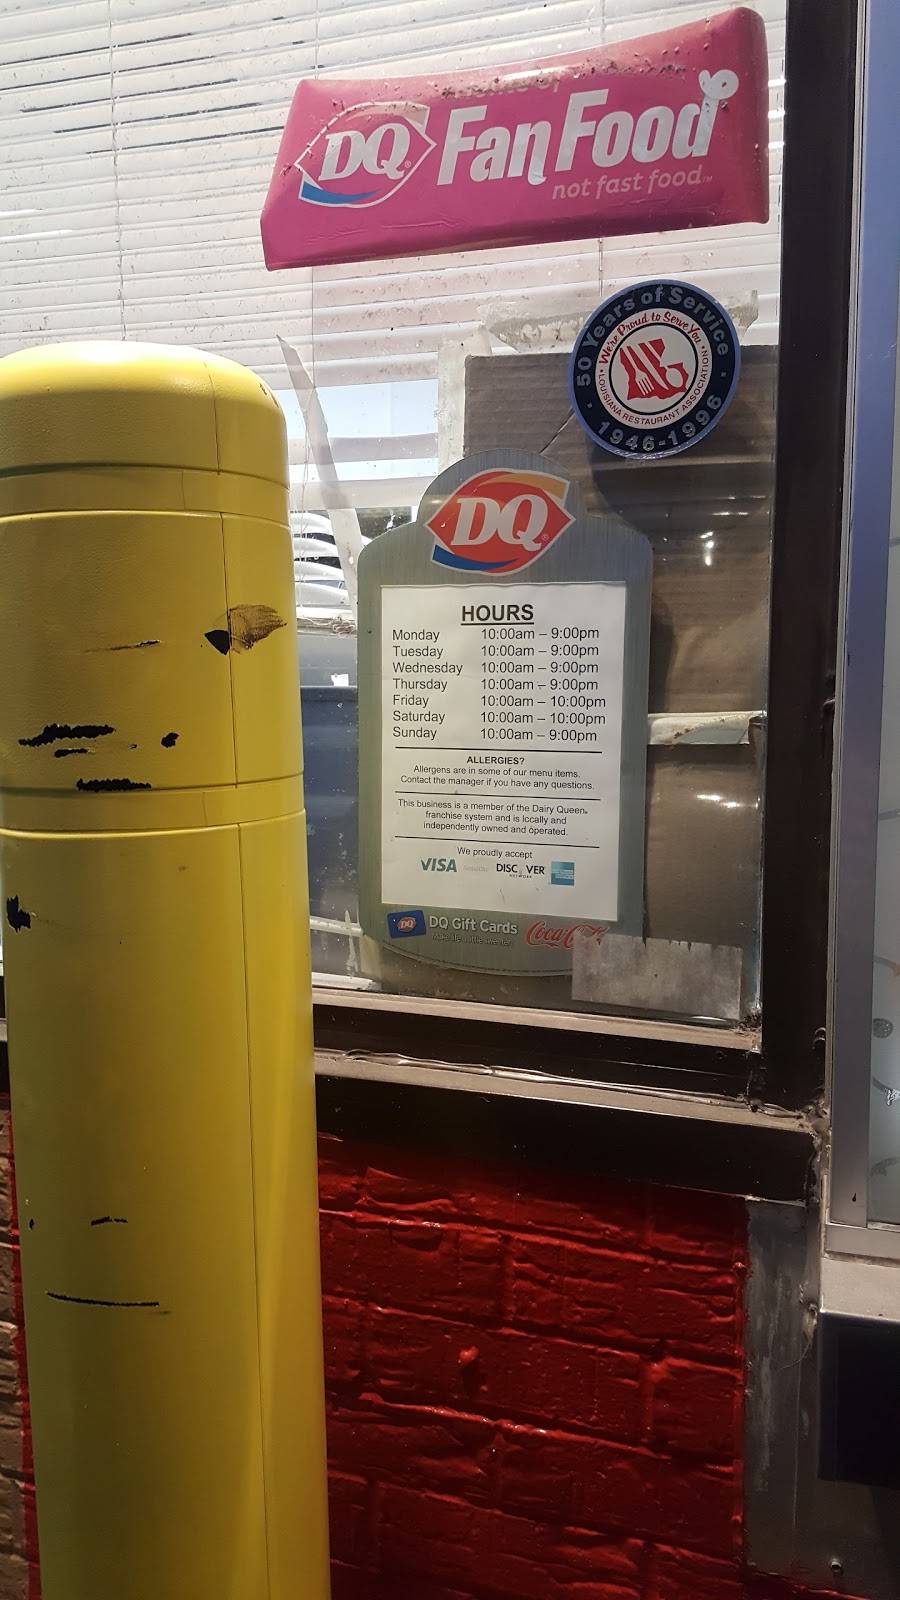 DQ Fan Food
not fast food™
50 Years of Service
We're Proud to Serve You
LOUISIANA RESTAURANT ASSOCIATION
1946-1996
DQ
HOURS
Monday 10:00am – 9:00pm
Tuesday 10:00am – 9:00pm
Wednesday 10:00am – 9:00pm
Thursday 10:00am – 9:00pm
Friday 10:00am – 10:00pm
Saturday 10:00am – 10:00pm
Sunday 10:00am – 9:00pm
ALLERGIES?
Allergens are in some of our menu items.
Contact the manager if you have any questions.
This business is a member of the Dairy Queen®
franchise system and is locally and
independently owned and operated.
We proudly accept
VISA DISCOVER
NETWORK
DQ DQ Gift Cards Coca-Co